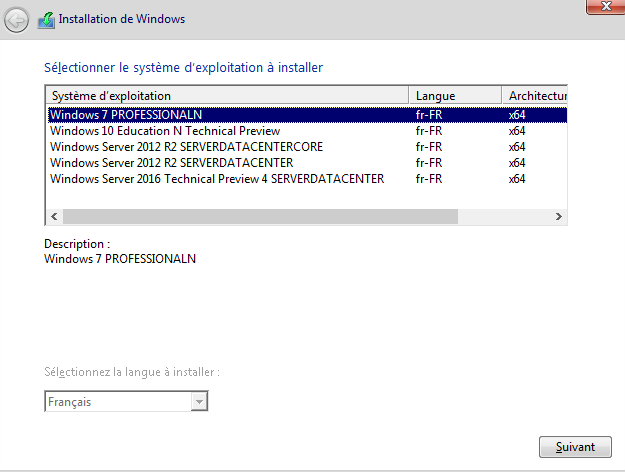 Installation de Windows
Sélectionner le système d'exploitation à installer
Système d'exploitation Langue Architectur
Windows 7 PROFESSIONALN fr-FR x64
Windows 10 Education N Technical Preview fr-FR x64
Windows Server 2012 R2 SERVERDATACENTERCORE fr-FR x64
Windows Server 2012 R2 SERVERDATACENTER fr-FR x64
Windows Server 2016 Technical Preview 4 SERVERDATACENTER fr-FR x64
Description :
Windows 7 PROFESSIONALN
Sélectionnez la langue à installer :
Français
Suivant